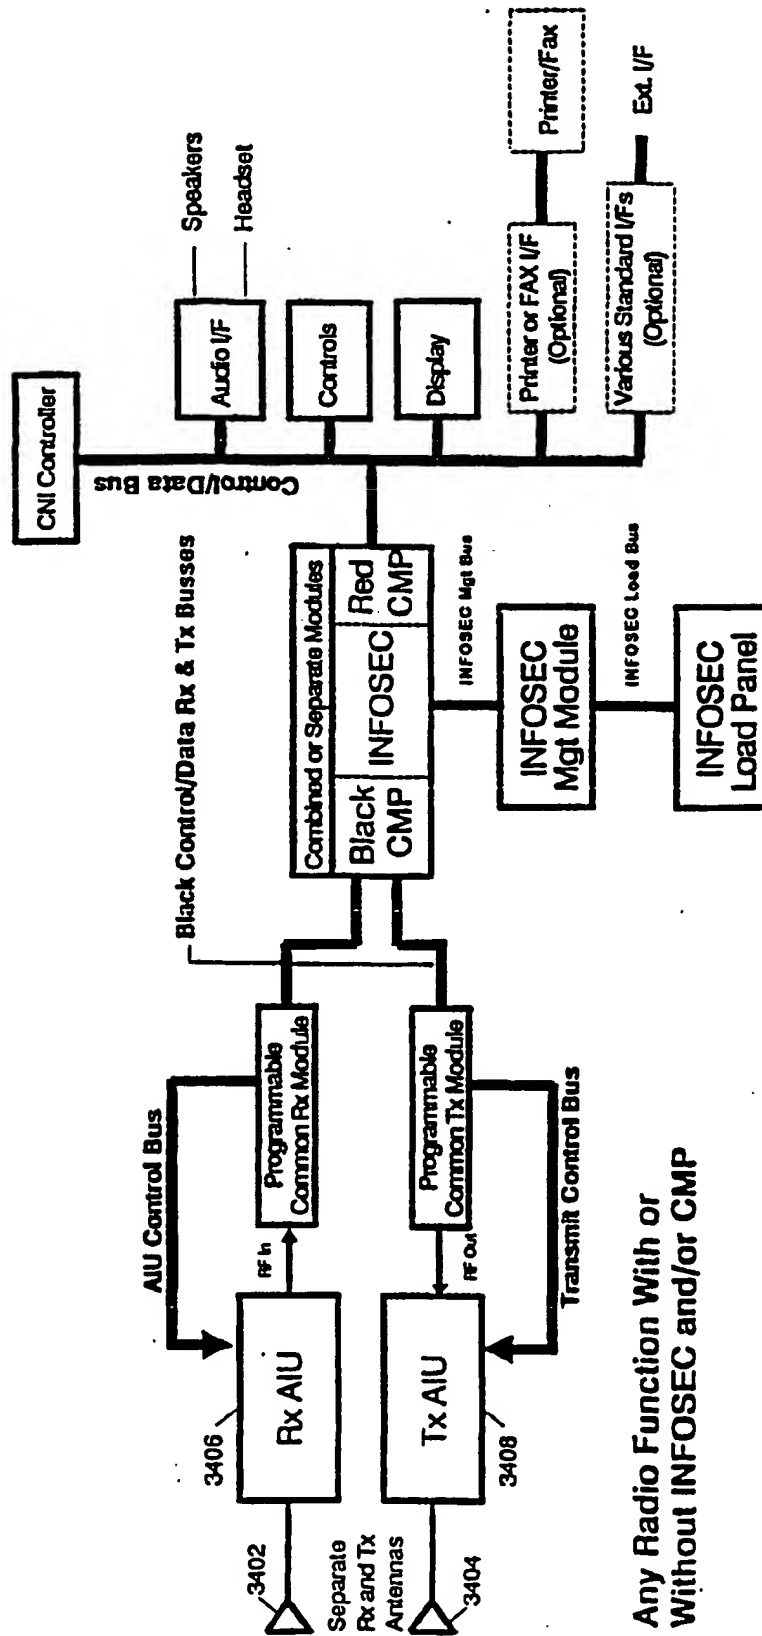 3402
3406
Rx AIU
AIU Control Bus
RF In
Programmable
Common Rx Module
Separate
Rx and Tx
Antennas
3404
3408
Tx AIU
RF Out
Programmable
Common Tx Module
Transmit Control Bus
Black Control/Data Rx & Tx Busses
Combined or Separate Modules
Black
CMP
INFOSEC
Red
CMP
INFOSEC Mgt Bus
INFOSEC
Mgt Module
INFOSEC Load Bus
INFOSEC
Load Panel
CNI Controller
Control/Data Bus
Audio I/F
Speakers
Headset
Controls
Display
Printer or FAX I/F
(Optional)
Printer/Fax
Various Standard I/Fs
(Optional)
Ext. I/F
Any Radio Function With or
Without INFOSEC and/or CMP